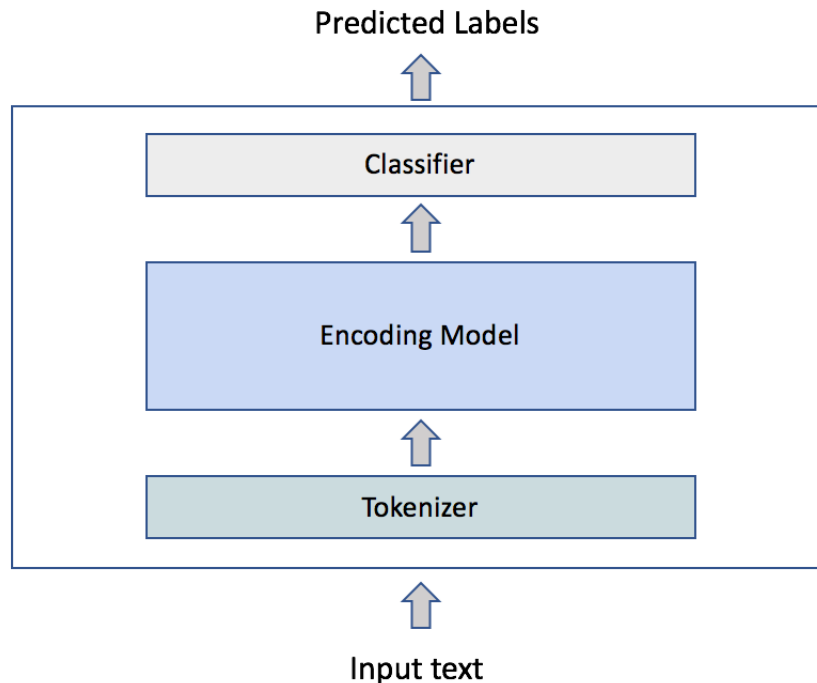 Predicted Labels
Classifier
Encoding Model
Tokenizer
Input text